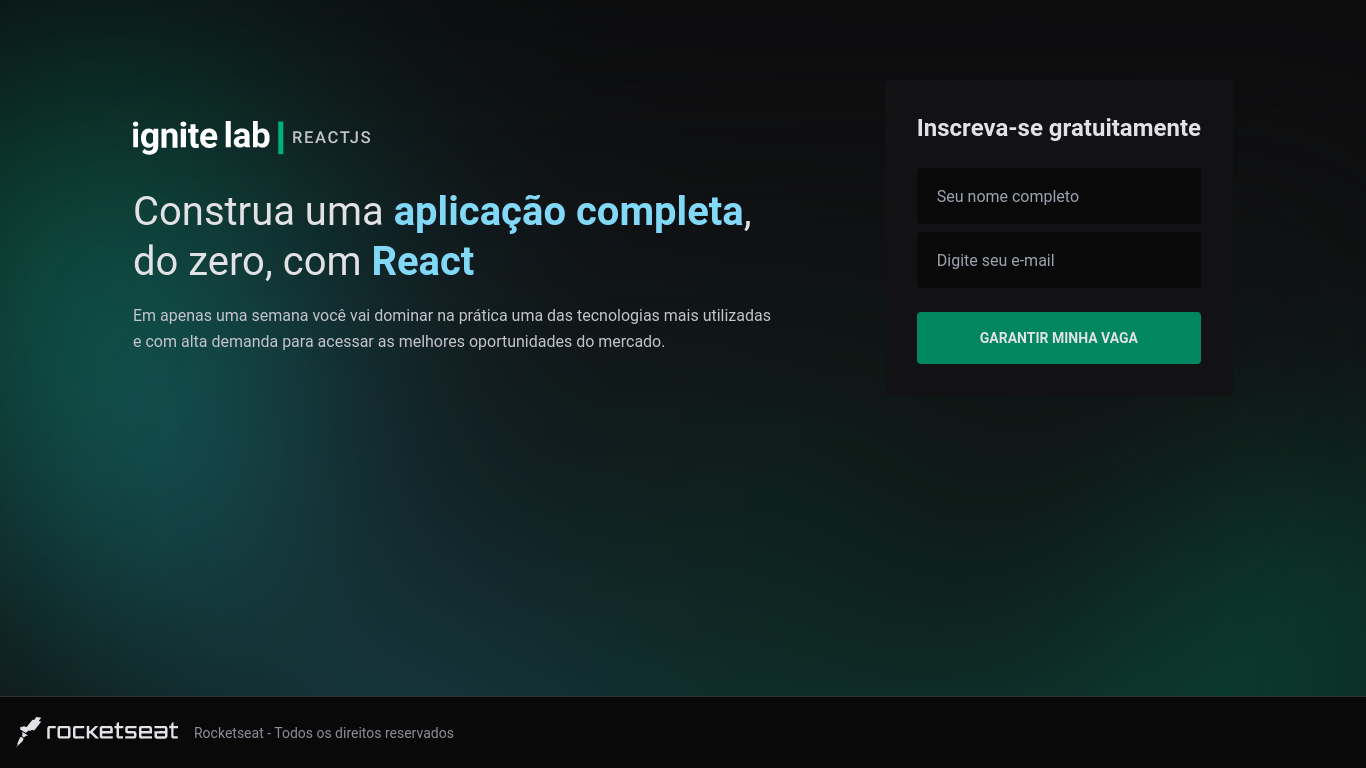 ignite lab | REACTJS
Construa uma aplicação completa,
do zero, com React
Em apenas uma semana você vai dominar na prática uma das tecnologias mais utilizadas
e com alta demanda para acessar as melhores oportunidades do mercado.
Inscreva-se gratuitamente
Seu nome completo
Digite seu e-mail
GARANTIR MINHA VAGA
rocketseat Rocketseat - Todos os direitos reservados